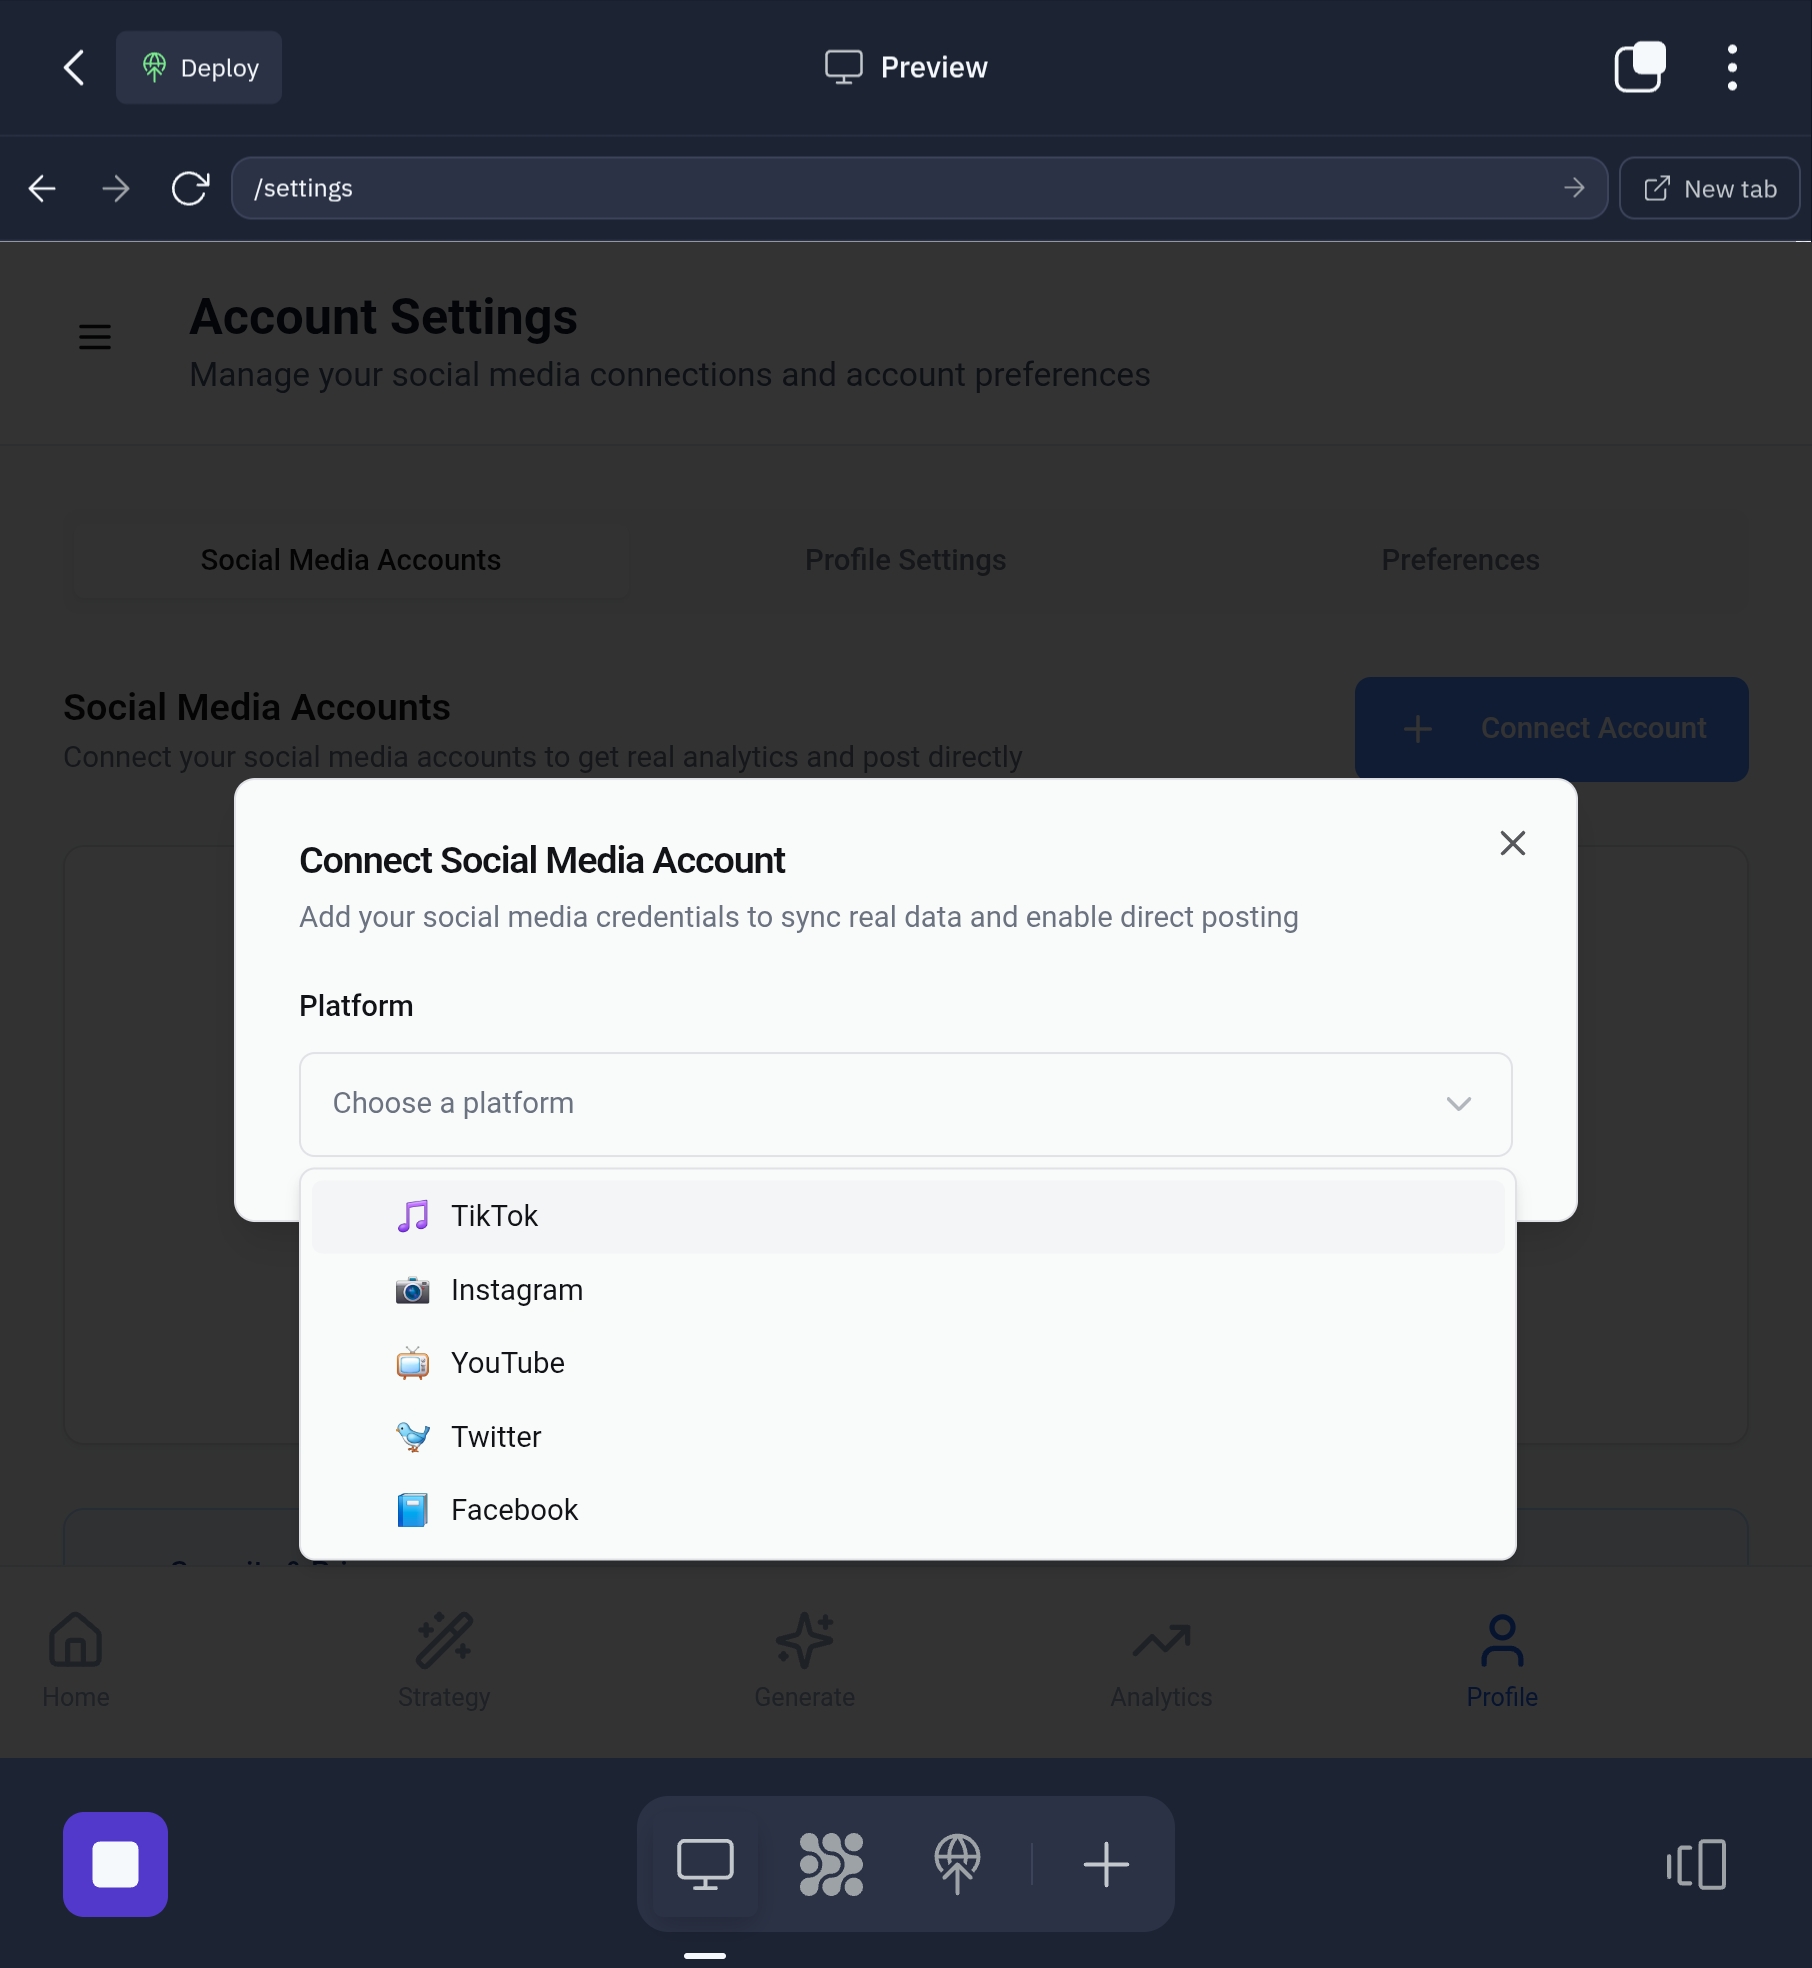 Deploy
Preview
/settings
New tab
Account Settings
Manage your social media connections and account preferences
Social Media Accounts
Profile Settings
Preferences
Social Media Accounts
Connect your social media accounts to get real analytics and post directly
Connect Account
Connect Social Media Account
Add your social media credentials to sync real data and enable direct posting
Platform
Choose a platform
TikTok
Instagram
YouTube
Twitter
Facebook
Home
Strategy
Generate
Analytics
Profile